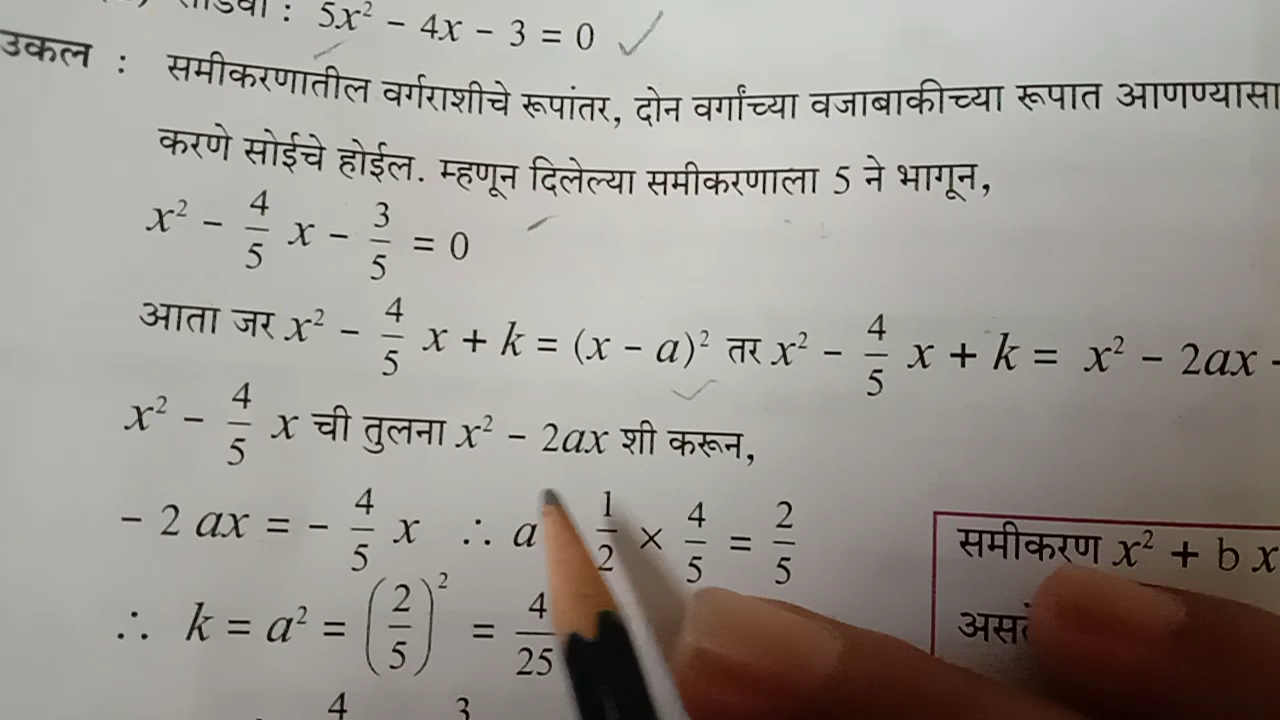 सोडवा : 5x² − 4x − 3 = 0
उकल : समीकरणातील वर्गराशीचे रूपांतर, दोन वर्गांच्या वजाबाकीच्या रूपात
करणे सोईचे होईल. म्हणून दिलेल्या समीकरणाला 5 ने भागून,
x² − 4/5 x − 3/5 = 0
आता जर x² − 4/5 x + k = (x − a)² तर x² − 4/5 x + k = x² − 2ax
x² − 4/5 x ची तुलना x² − 2ax शी करून,
− 2 ax = − 4/5 x ∴ a 1/2 × 4/5 = 2/5
∴ k = a² = (2/5)² = 4/25
समीकरण x² + b x
4 3